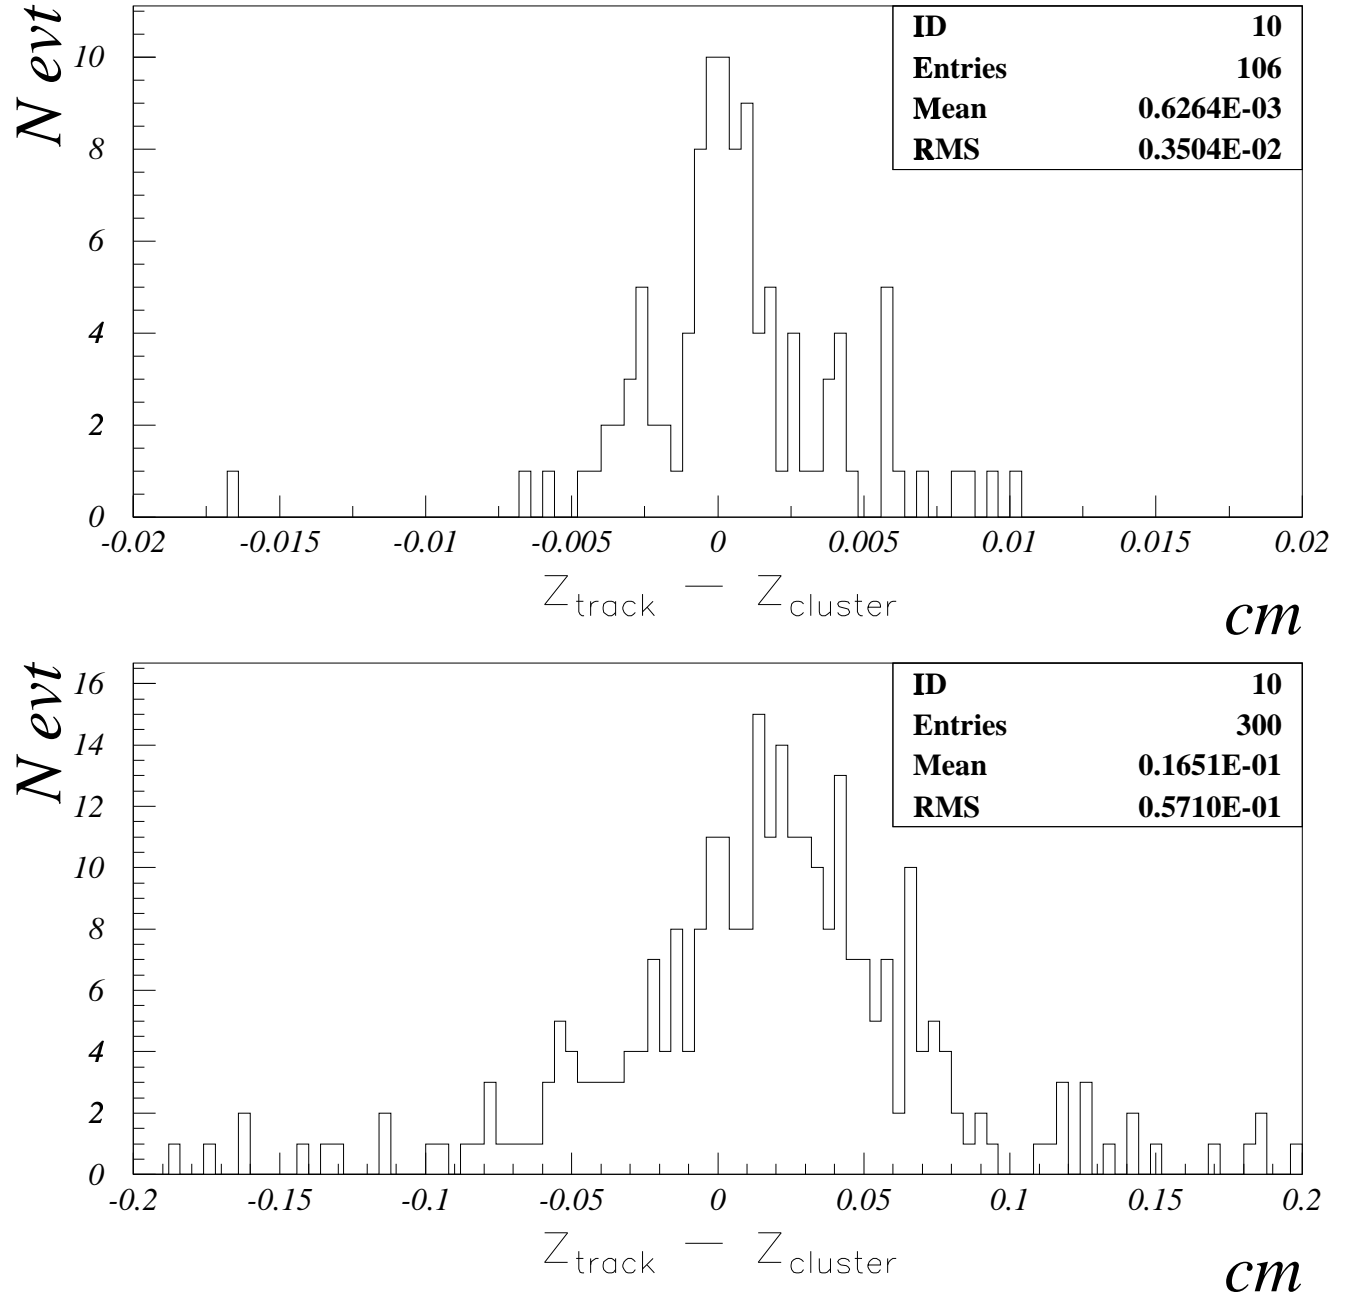 N evt
ID 10
Entries 106
Mean 0.6264E-03
RMS 0.3504E-02
10
8
6
4
2
0
-0.02 -0.015 -0.01 -0.005 0 0.005 0.01 0.015 0.02
Z track — Z cluster
cm
N evt
ID 10
Entries 300
Mean 0.1651E-01
RMS 0.5710E-01
16
14
12
10
8
6
4
2
0
-0.2 -0.15 -0.1 -0.05 0 0.05 0.1 0.15 0.2
Z track — Z cluster
cm